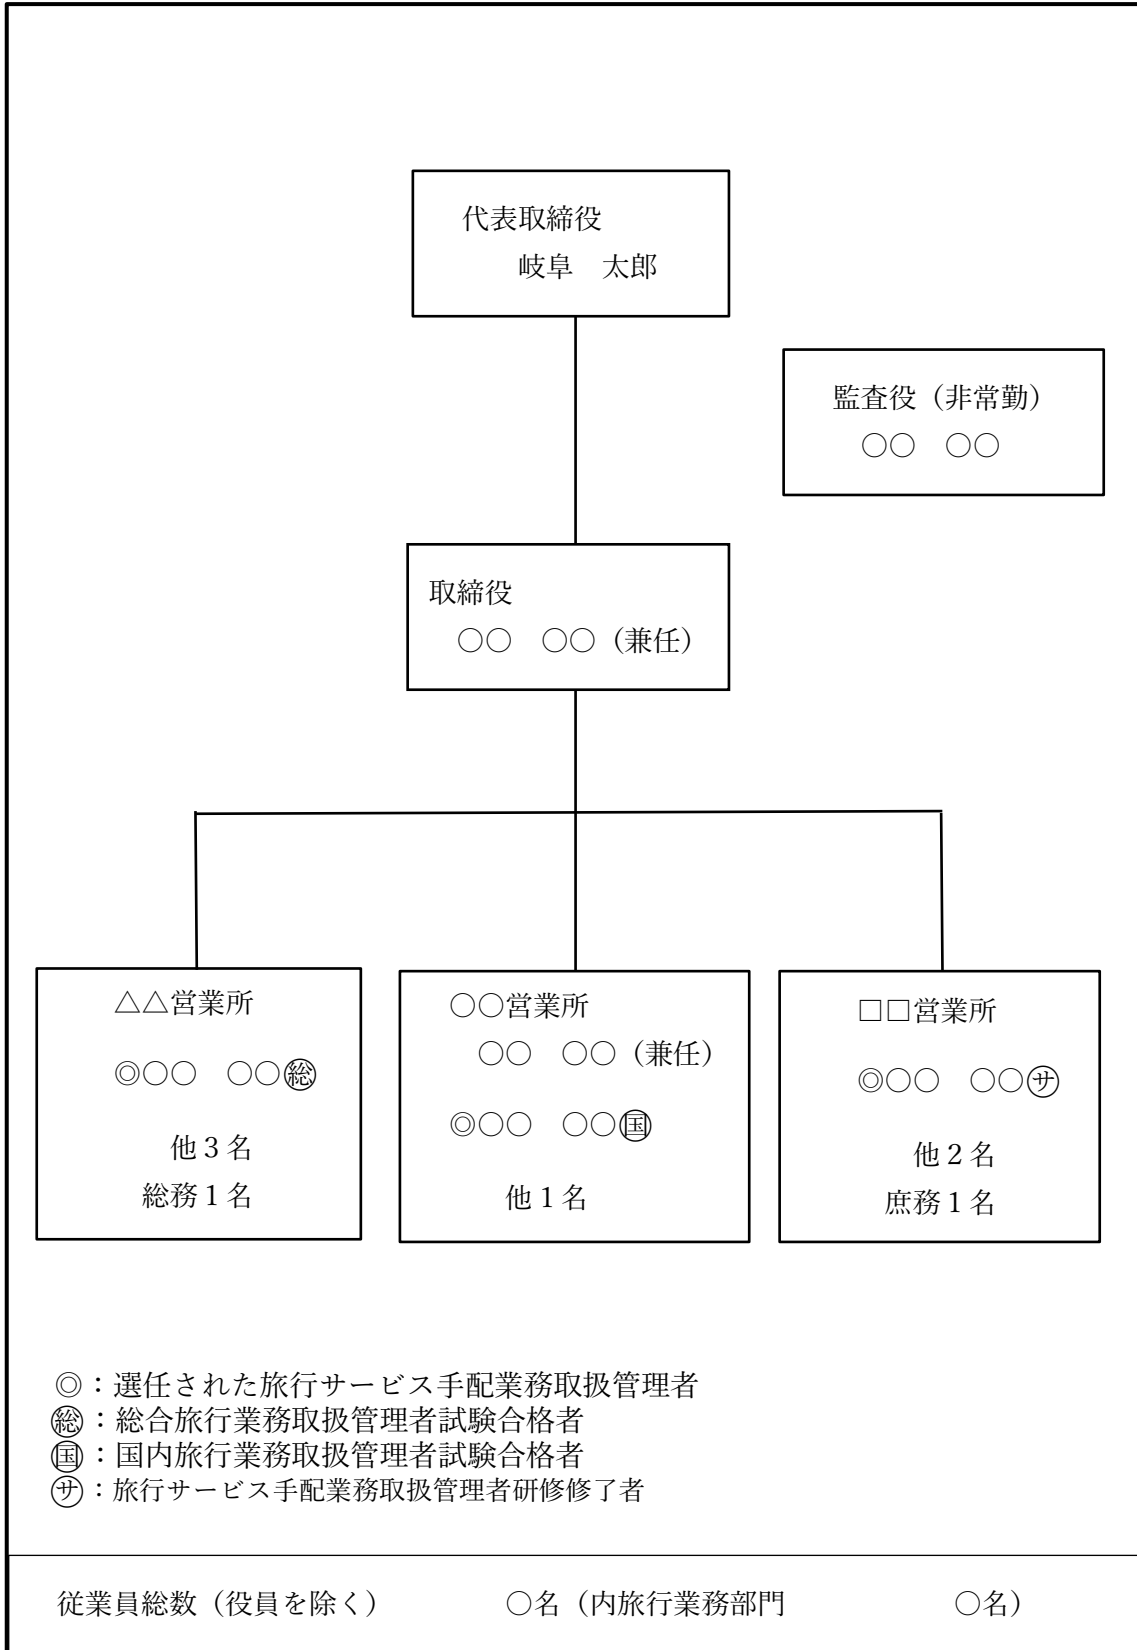 代表取締役
岐阜　太郎
監査役（非常勤）
○○　○○
取締役
○○　○○（兼任）
△△営業所
◎○○　○○㊱総
他３名
総務１名
○○営業所
○○　○○（兼任）
◎○○　○○国
他１名
□□営業所
◎○○　○○サ
他２名
庶務１名
◎：選任された旅行サービス手配業務取扱管理者
総：総合旅行業務取扱管理者試験合格者
国：国内旅行業務取扱管理者試験合格者
サ：旅行サービス手配業務取扱管理者研修修了者
従業員総数（役員を除く）　○名（内旅行業務部門　○名）